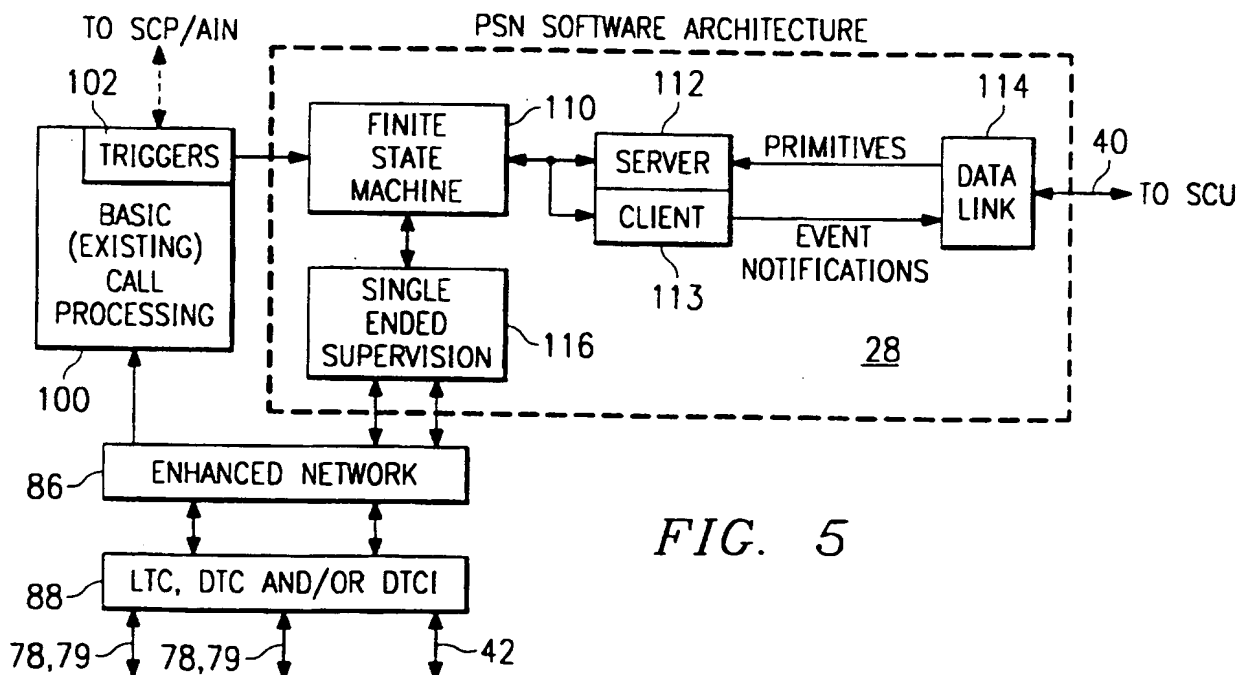 TO SCP/AIN
PSN SOFTWARE ARCHITECTURE
102
TRIGGERS
BASIC
(EXISTING)
CALL
PROCESSING
100
110
FINITE
STATE
MACHINE
112
SERVER
CLIENT
113
PRIMITIVES
EVENT
NOTIFICATIONS
114
DATA
LINK
40
TO SCU
SINGLE
ENDED
SUPERVISION
116
28
ENHANCED NETWORK
86
LTC, DTC AND/OR DTCI
88
78,79
78,79
42
FIG. 5